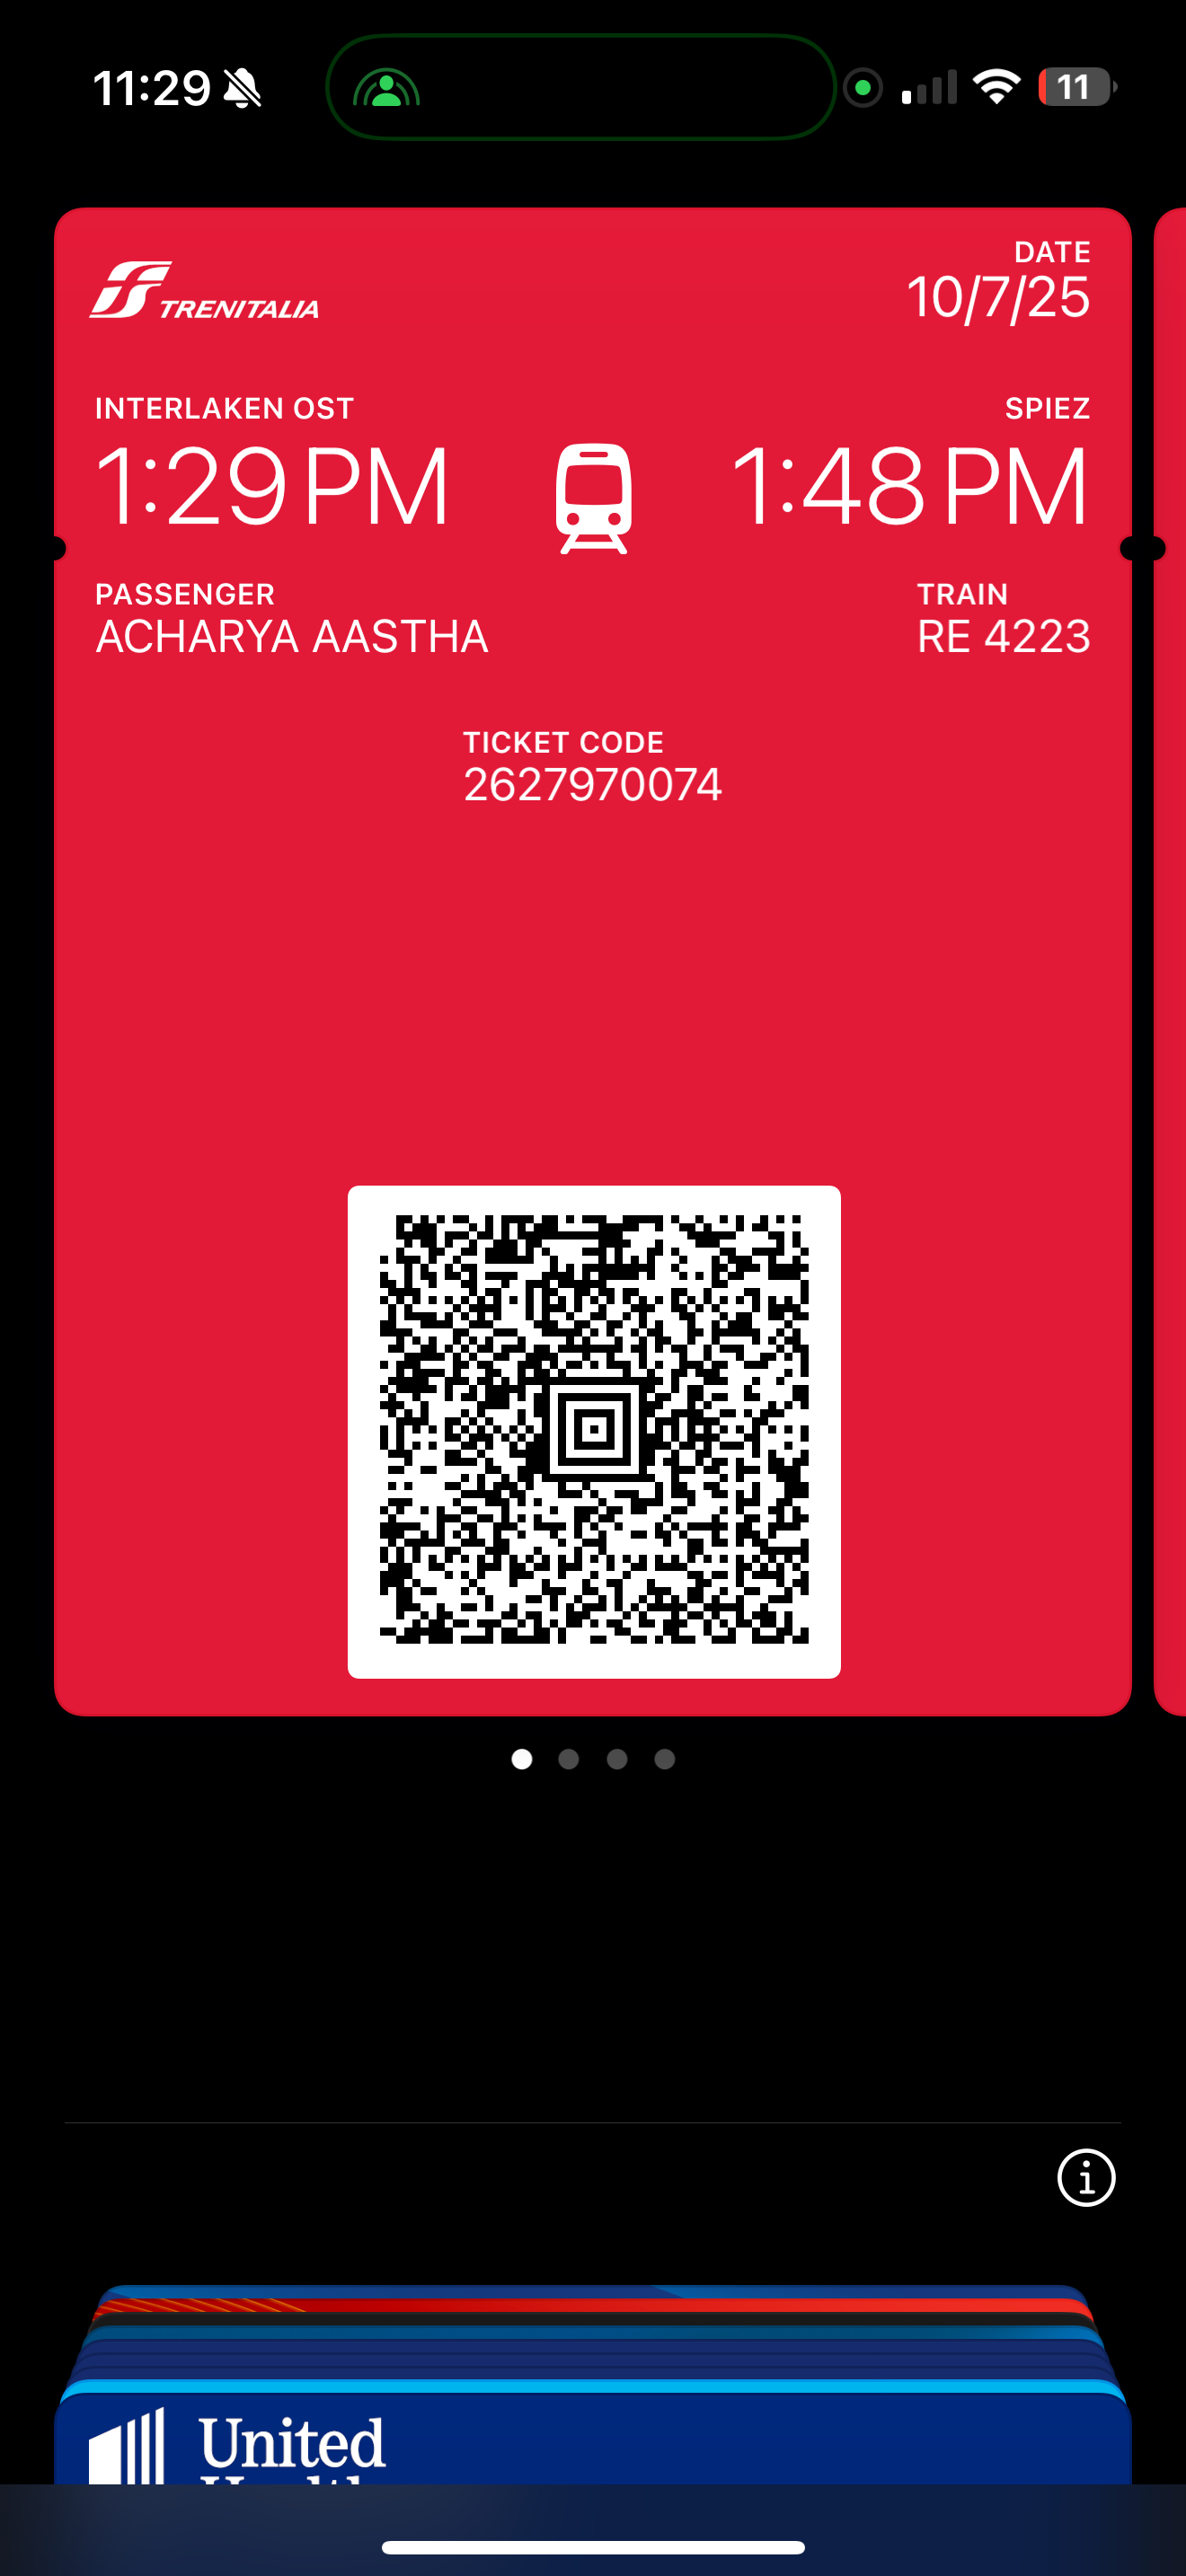 11:29
11
TRENITALIA
DATE
10/7/25
INTERLAKEN OST
SPIEZ
1:29 PM
1:48 PM
PASSENGER
TRAIN
ACHARYA AASTHA
RE 4223
TICKET CODE
2627970074
United